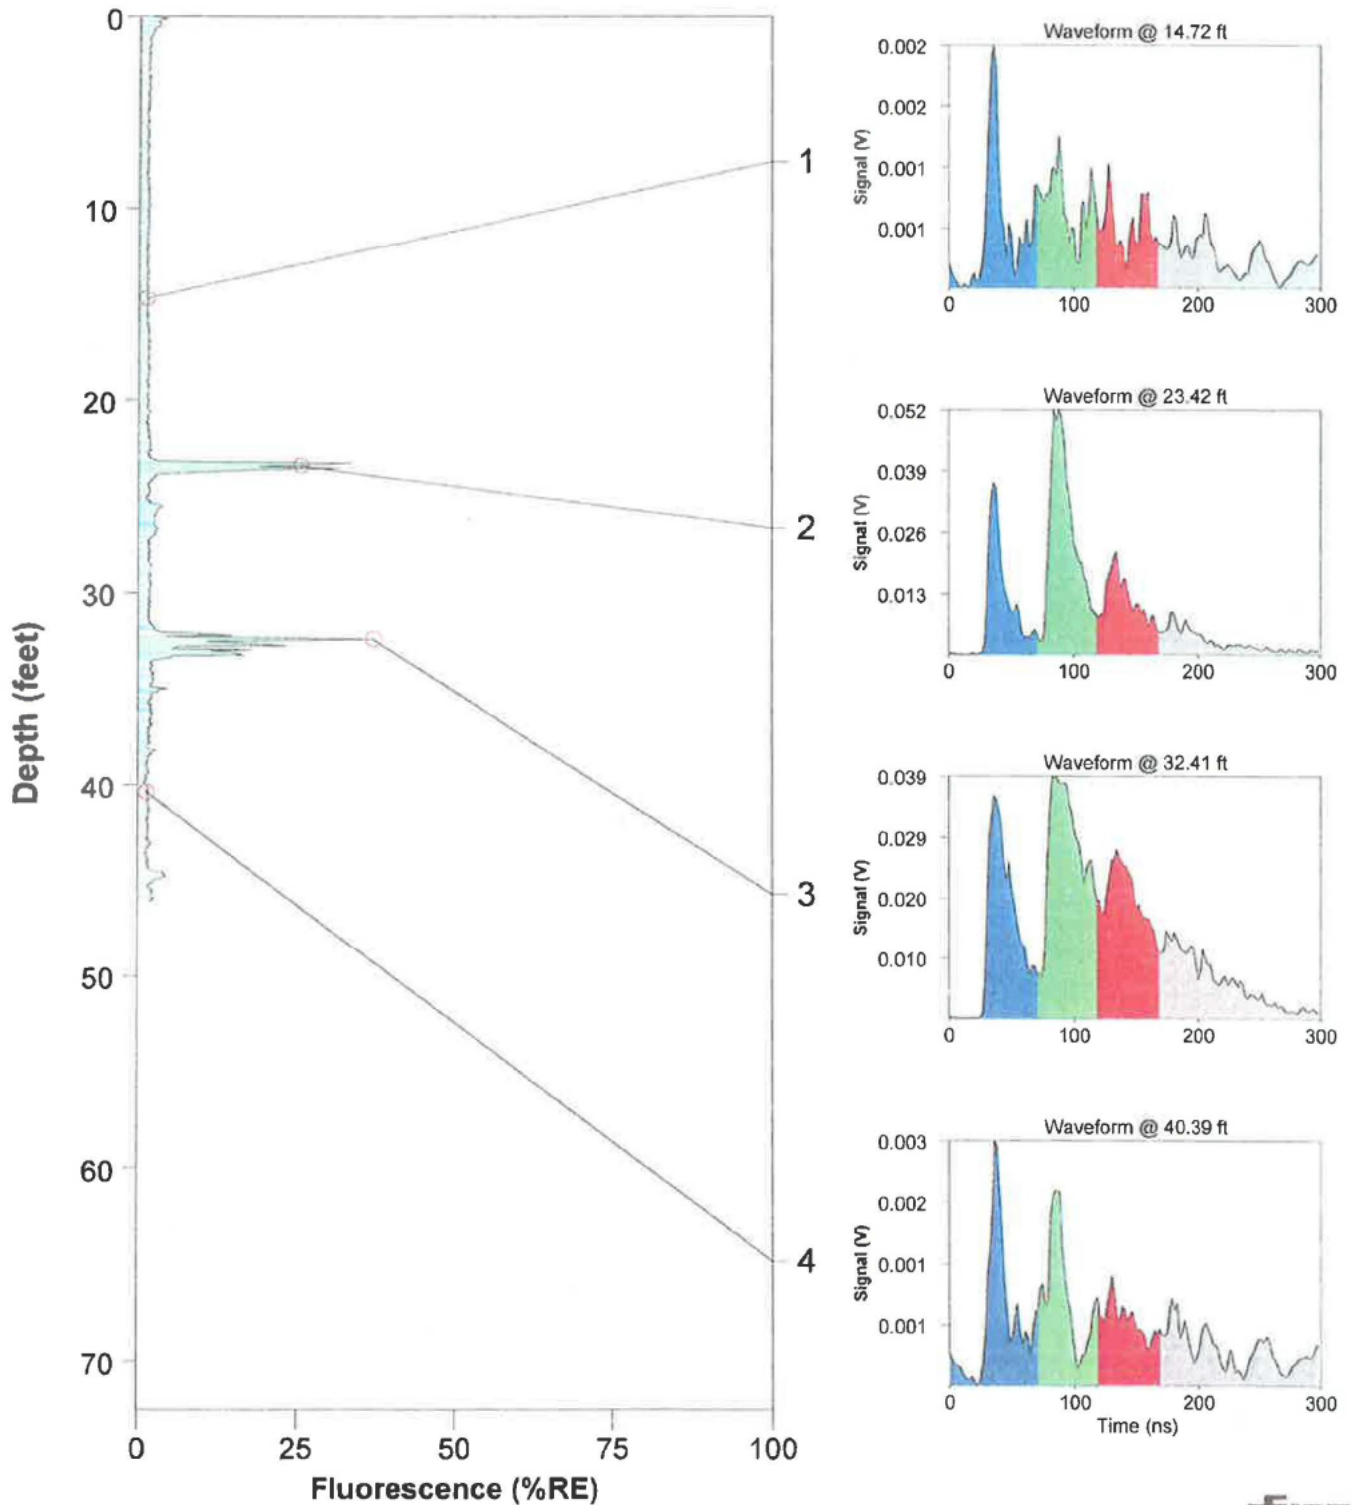 0
10
20
30
40
50
60
70
Depth (feet)
0 25 50 75 100
Fluorescence (%RE)
1
2
3
4
Waveform @ 14.72 ft
0.002
0.002
0.001
0.001
Signal (V)
0 100 200 300
Waveform @ 23.42 ft
0.052
0.039
0.026
0.013
Signal (V)
0 100 200 300
Waveform @ 32.41 ft
0.039
0.029
0.020
0.010
Signal (V)
0 100 200 300
Waveform @ 40.39 ft
0.003
0.002
0.001
0.001
Signal (V)
0 100 200 300
Time (ns)